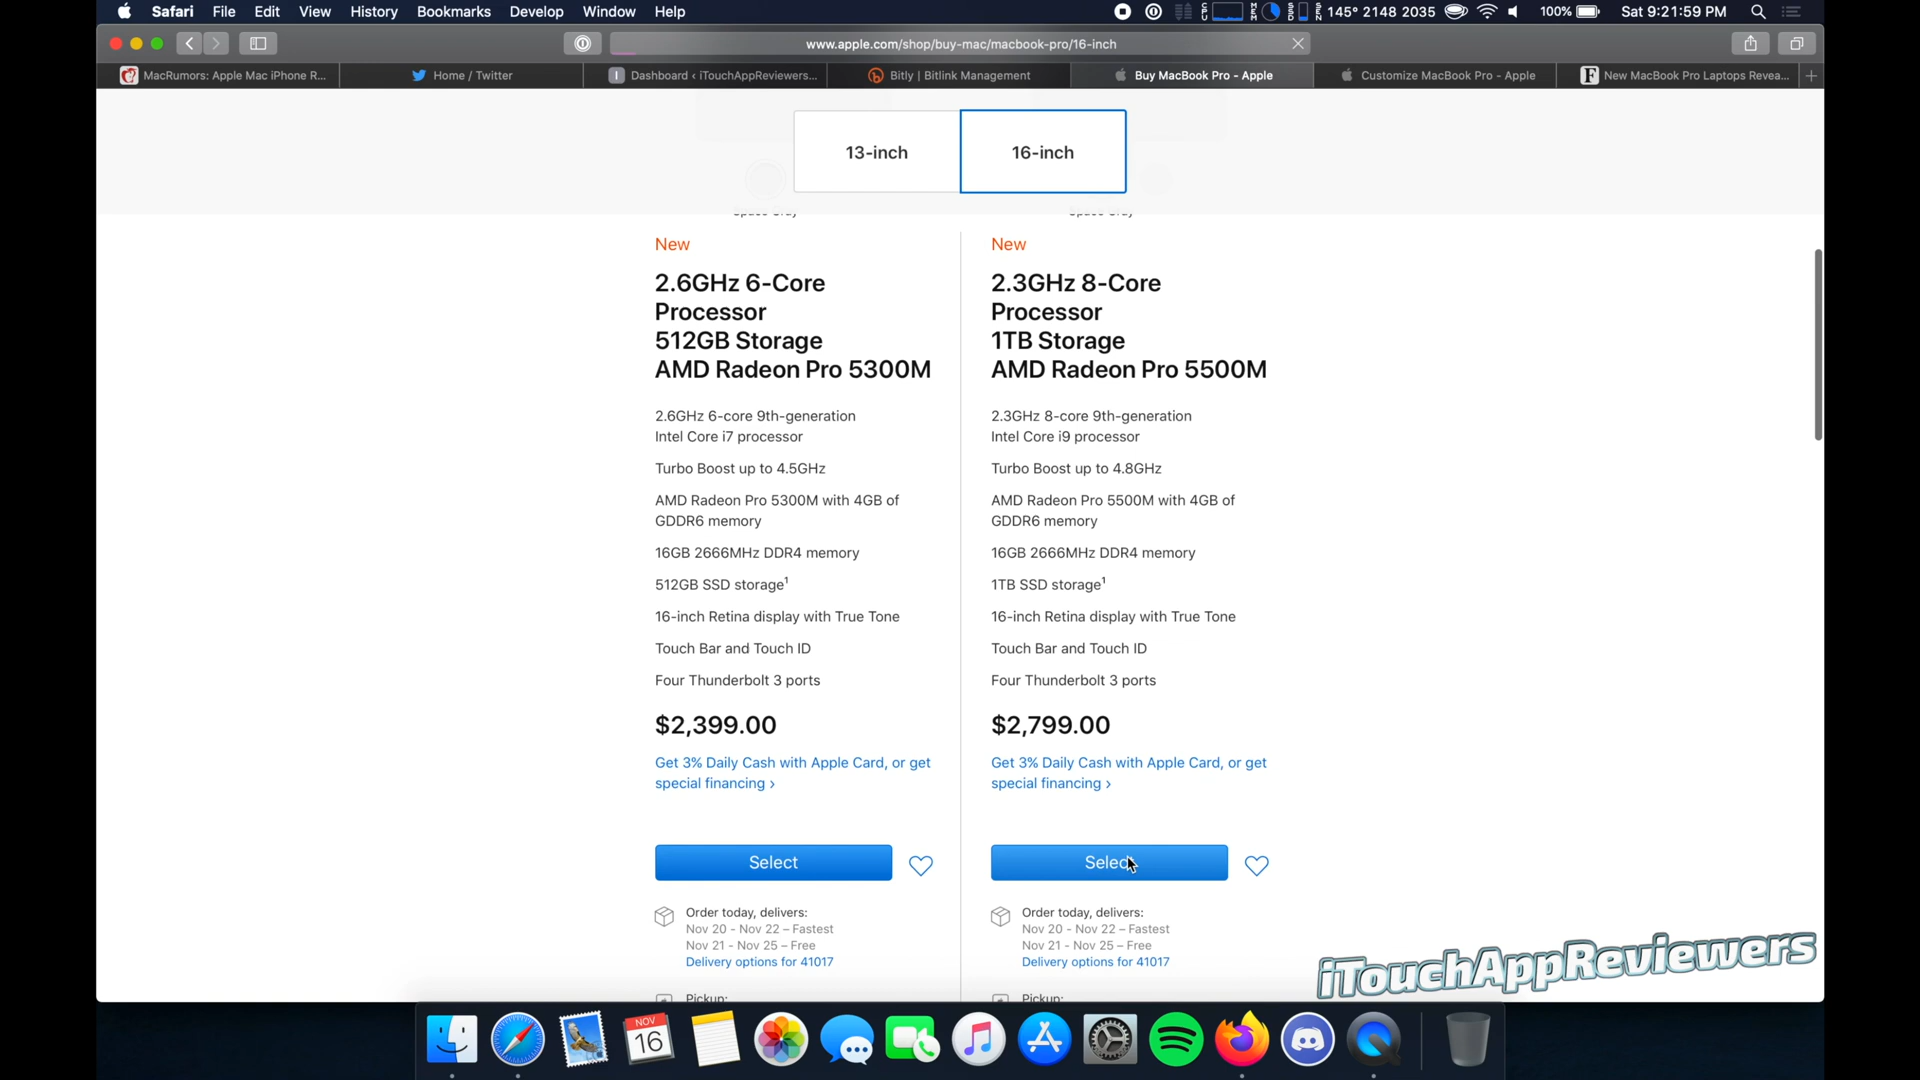 Safari File Edit View History Bookmarks Develop Window Help
145° 2148 2035 100% Sat 9:21:59 PM
www.apple.com/shop/buy-mac/macbook-pro/16-inch
MacRumors: Apple Mac iPhone R...
Home / Twitter
Dashboard ‹ iTouchAppReviewers...
Bitly | Bitlink Management
Buy MacBook Pro - Apple
Customize MacBook Pro - Apple
New MacBook Pro Laptops Revea...
13-inch
16-inch
New
2.6GHz 6-Core
Processor
512GB Storage
AMD Radeon Pro 5300M
2.6GHz 6-core 9th-generation
Intel Core i7 processor
Turbo Boost up to 4.5GHz
AMD Radeon Pro 5300M with 4GB of
GDDR6 memory
16GB 2666MHz DDR4 memory
512GB SSD storage¹
16-inch Retina display with True Tone
Touch Bar and Touch ID
Four Thunderbolt 3 ports
$2,399.00
Get 3% Daily Cash with Apple Card, or get
special financing ›
Select
Order today, delivers:
Nov 20 - Nov 22 – Fastest
Nov 21 - Nov 25 – Free
Delivery options for 41017
Pickup:
New
2.3GHz 8-Core
Processor
1TB Storage
AMD Radeon Pro 5500M
2.3GHz 8-core 9th-generation
Intel Core i9 processor
Turbo Boost up to 4.8GHz
AMD Radeon Pro 5500M with 4GB of
GDDR6 memory
16GB 2666MHz DDR4 memory
1TB SSD storage¹
16-inch Retina display with True Tone
Touch Bar and Touch ID
Four Thunderbolt 3 ports
$2,799.00
Get 3% Daily Cash with Apple Card, or get
special financing ›
Select
Order today, delivers:
Nov 20 - Nov 22 – Fastest
Nov 21 - Nov 25 – Free
Delivery options for 41017
Pickup:
iTouchAppReviewers
NOV
16